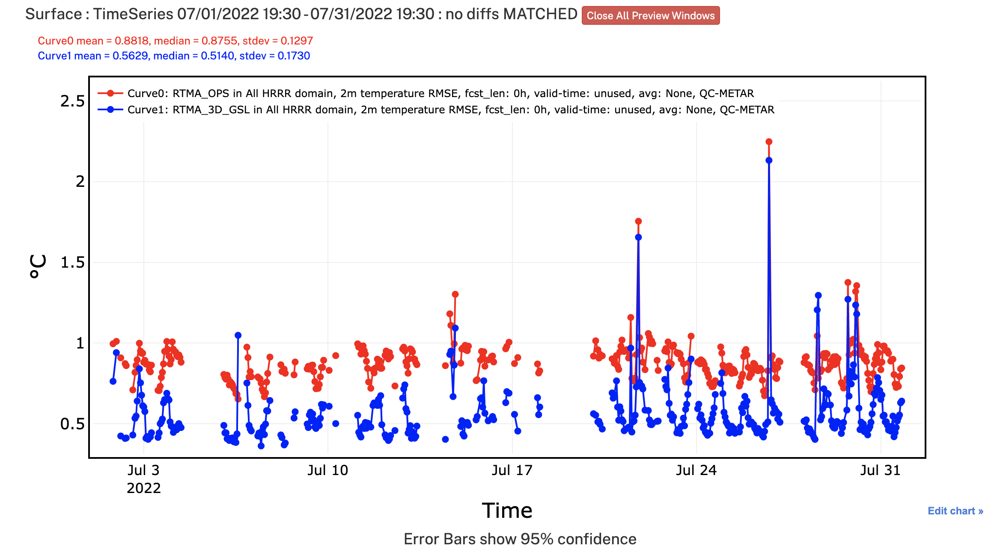 Surface : TimeSeries 07/01/2022 19:30 - 07/31/2022 19:30 : no diffs MATCHED Close All Preview Windows
Curve0 mean = 0.8818, median = 0.8755, stdev = 0.1297
Curve1 mean = 0.5629, median = 0.5140, stdev = 0.1730
Curve0: RTMA_OPS in All HRRR domain, 2m temperature RMSE, fcst_len: 0h, valid-time: unused, avg: None, QC-METAR
Curve1: RTMA_3D_GSL in All HRRR domain, 2m temperature RMSE, fcst_len: 0h, valid-time: unused, avg: None, QC-METAR
2.5
2
1.5
1
0.5
°C
Jul 3 Jul 10 Jul 17 Jul 24 Jul 31
2022
Time
Edit chart »
Error Bars show 95% confidence